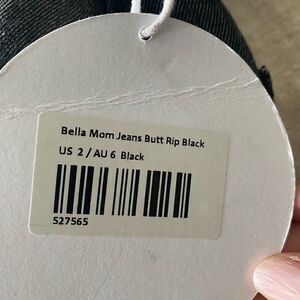 Bella Mom Jeans Butt Rip Black
US 2 / AU 6 Black
527565